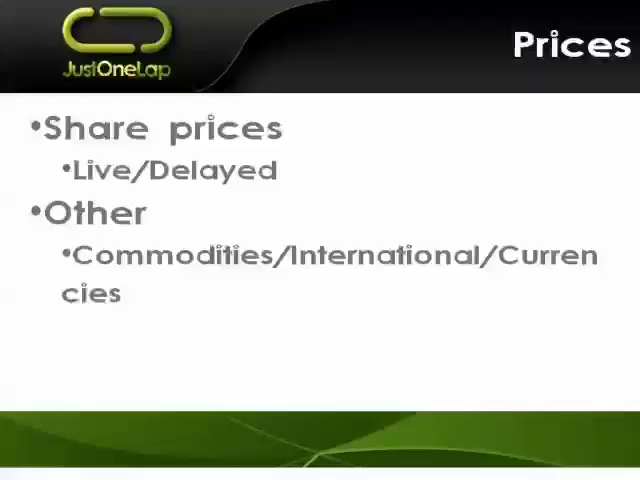 JustOneLap
Prices
•Share prices
•Live/Delayed
•Other
•Commodities/International/Curren
cies